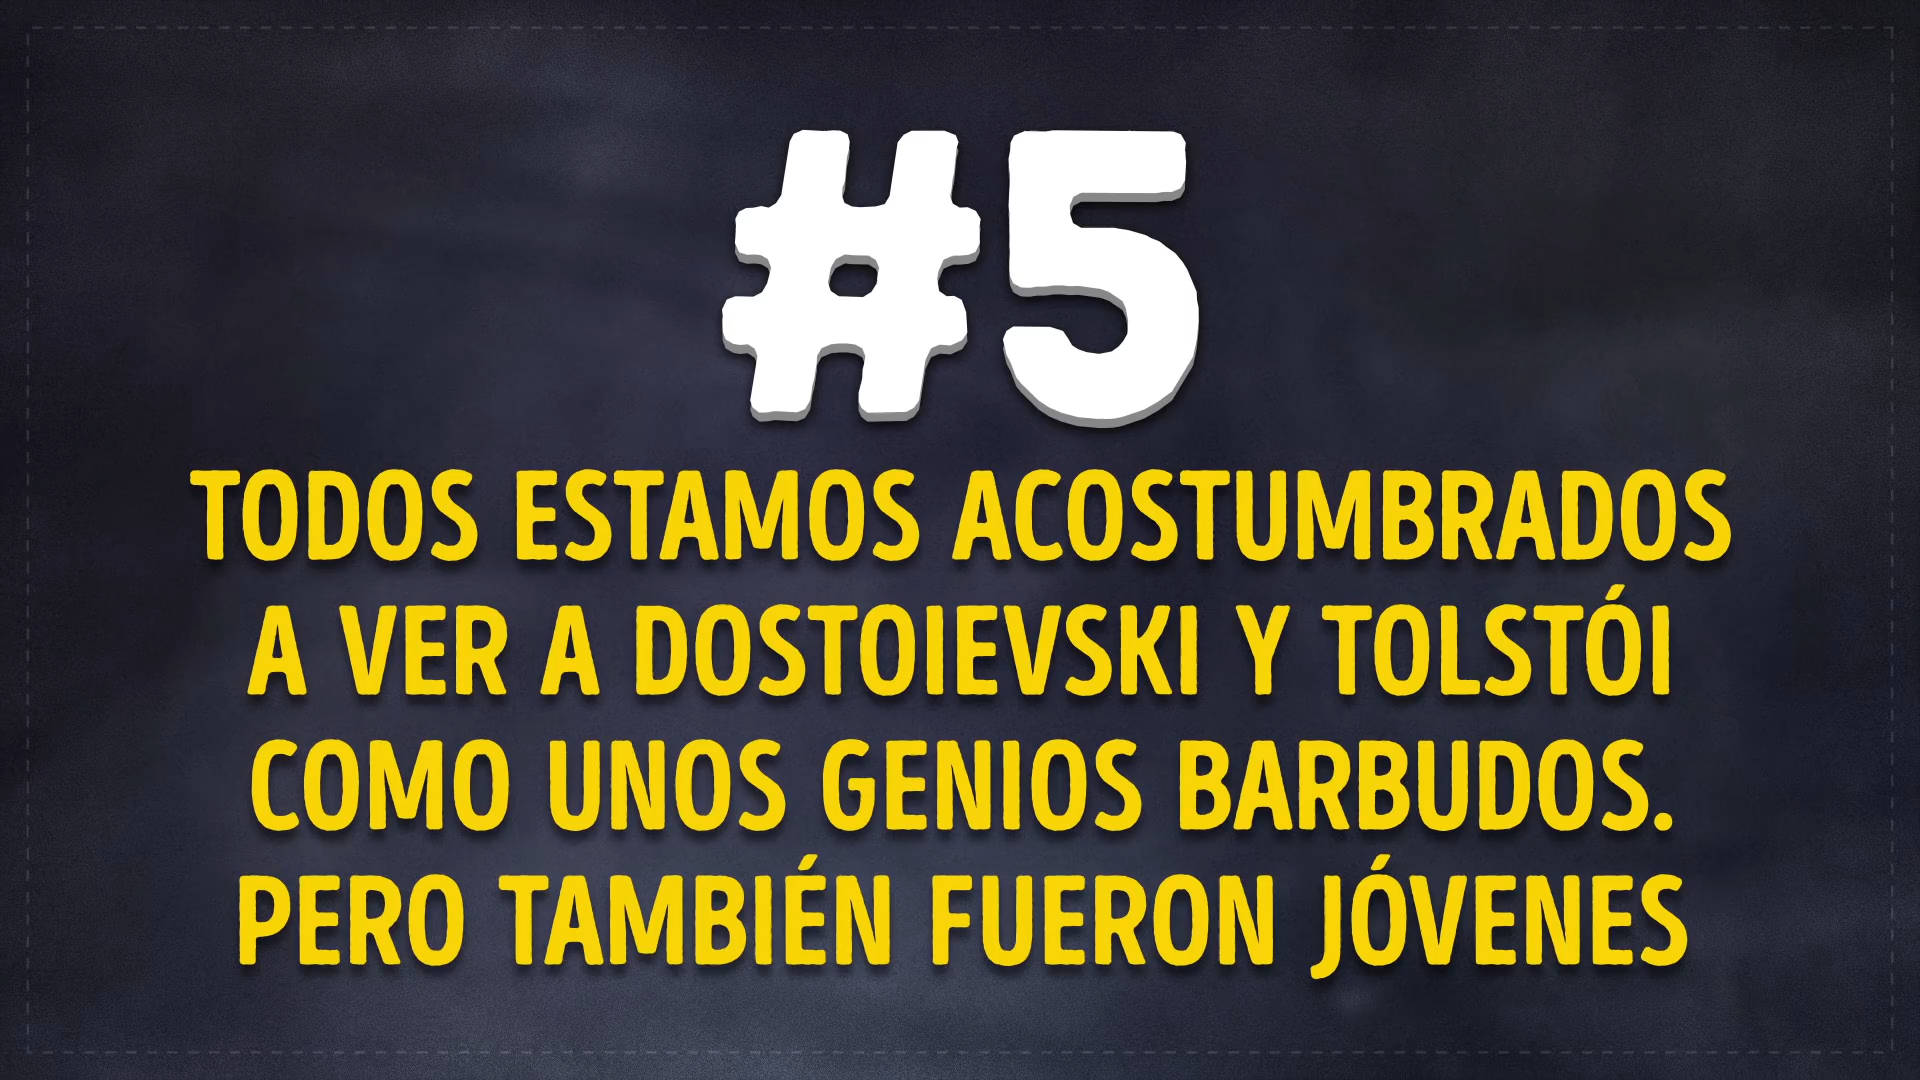 #5
TODOS ESTAMOS ACOSTUMBRADOS
A VER A DOSTOIEVSKI Y TOLSTÓI
COMO UNOS GENIOS BARBUDOS.
PERO TAMBIÉN FUERON JÓVENES